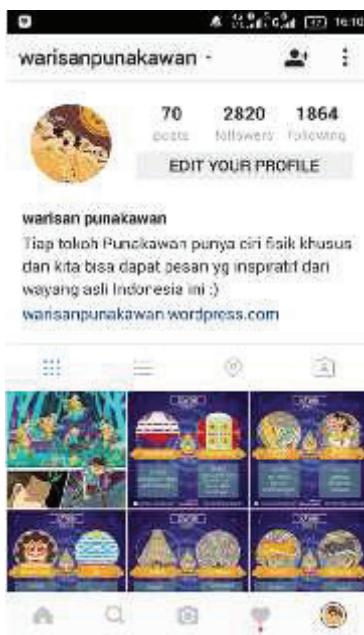 16:10
warisanpunakawan
70 2820 1864
posts followers following
EDIT YOUR PROFILE
warisan punakawan
Tiap tokoh Punakawan punya ciri fisik khusus
dan kita bisa dapat pesan yg inspiratif dari
wayang asli Indonesia ini :)
warisanpunakawan.wordpress.com